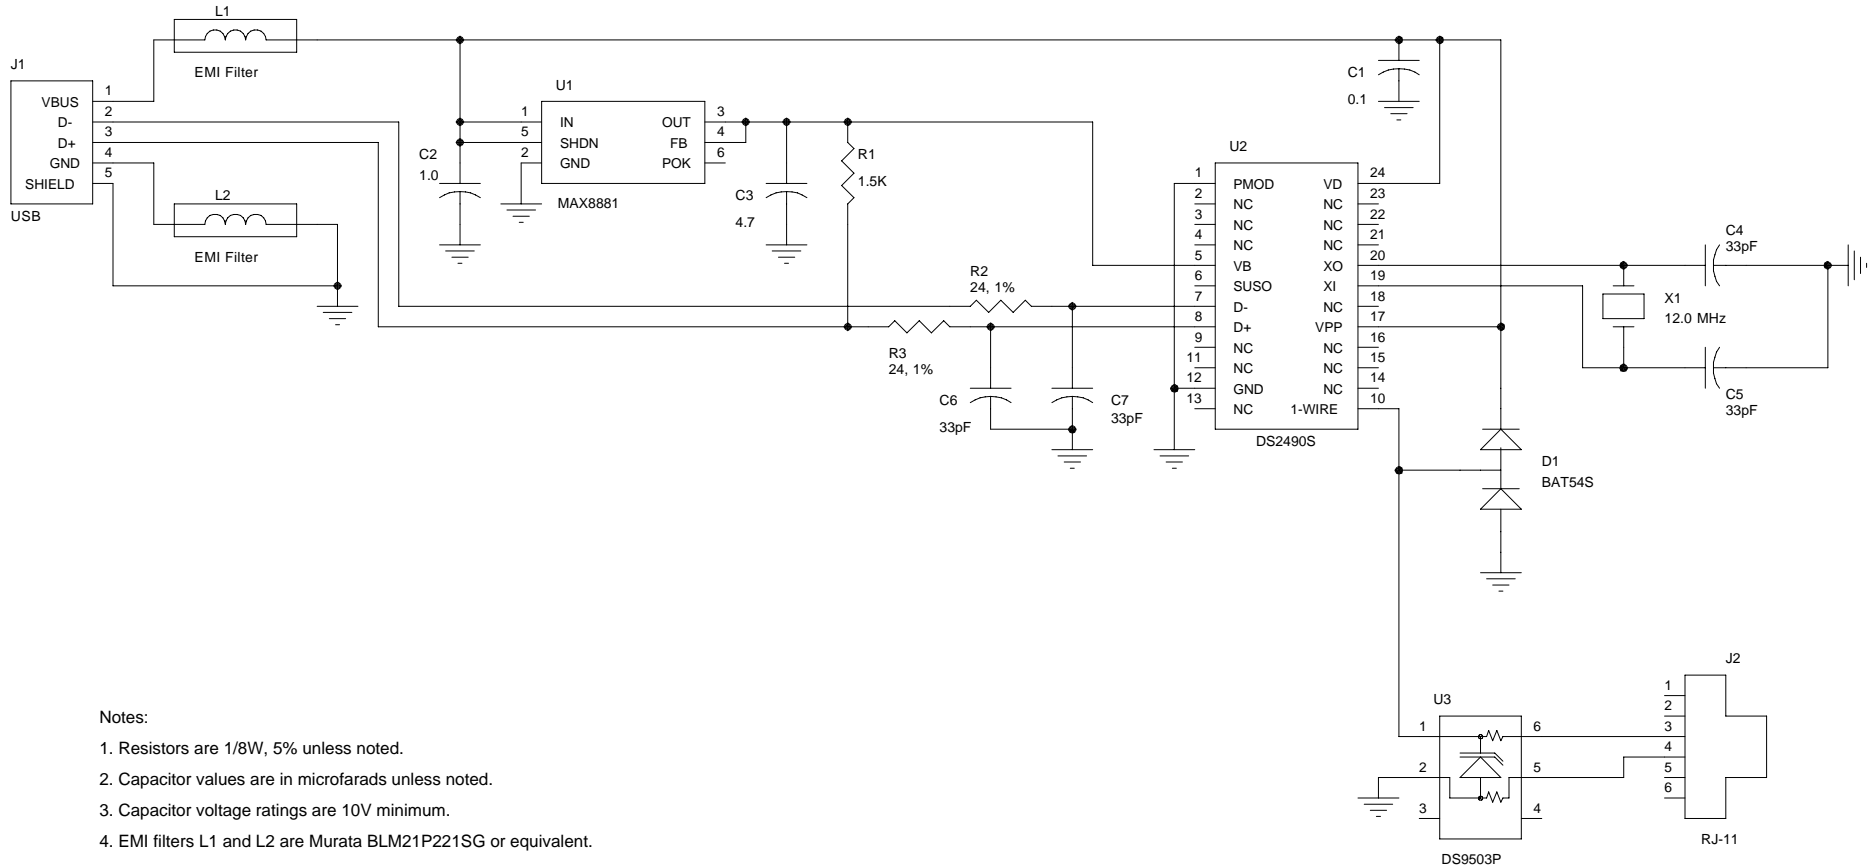 L1
EMI Filter
J1
VBUS 1
D- 2
D+ 3
GND 4
SHIELD 5
USB
L2
EMI Filter
C2
1.0
U1
1 IN OUT 3
5 SHDN FB 4
2 GND POK 6
MAX8881
C3
4.7
R1
1.5K
C1
0.1
R2
24, 1%
R3
24, 1%
C6
33pF
C7
33pF
U2
1 PMOD VD 24
2 NC NC 23
3 NC NC 22
4 NC NC 21
5 VB XO 20
6 SUSO XI 19
7 D- NC 18
8 D+ VPP 17
9 NC NC 16
11 NC NC 15
12 GND NC 14
13 NC 1-WIRE 10
DS2490S
C4
33pF
X1
12.0 MHz
C5
33pF
D1
BAT54S
U3
1 6
2 5
3 4
DS9503P
J2
1
2
3
4
5
6
RJ-11
Notes:
1. Resistors are 1/8W, 5% unless noted.
2. Capacitor values are in microfarads unless noted.
3. Capacitor voltage ratings are 10V minimum.
4. EMI filters L1 and L2 are Murata BLM21P221SG or equivalent.